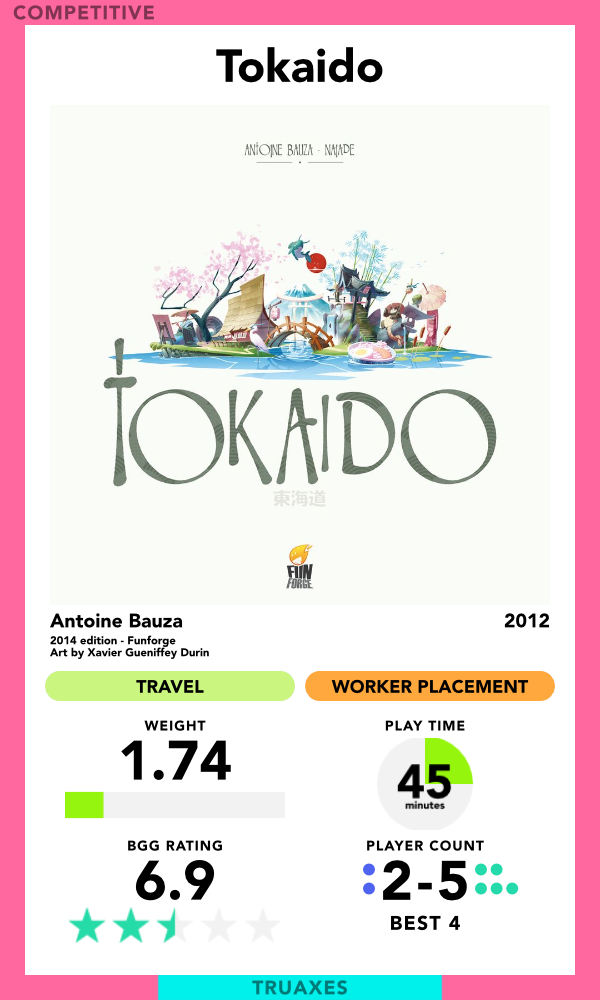 COMPETITIVE
Tokaido
ANTOINE BAUZA - NAÏADE
TOKAIDO
東海道
FUN
FORGE
Antoine Bauza
2012
2014 edition - Funforge
Art by Xavier Gueniffey Durin
TRAVEL
WORKER PLACEMENT
WEIGHT
1.74
PLAY TIME
45
minutes
BGG RATING
6.9
PLAYER COUNT
2-5
BEST 4
TRUAXES